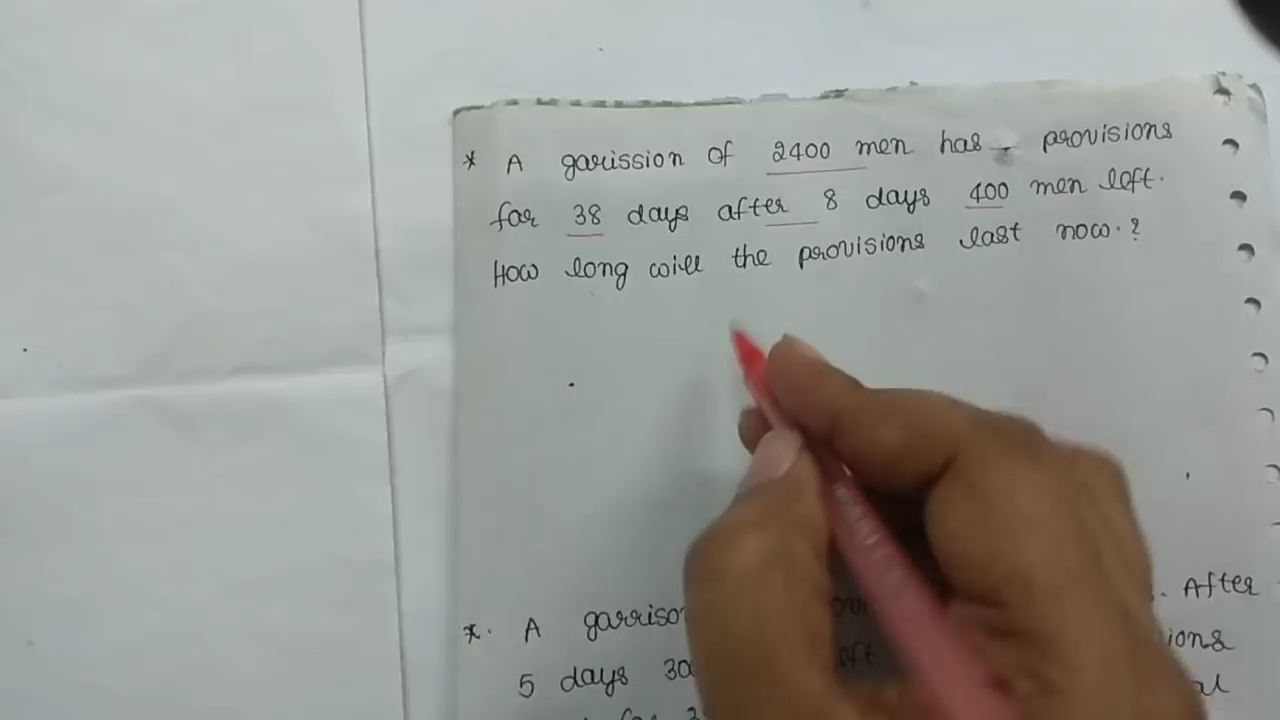 * A garission of 2400 men has provisions
for 38 days after 8 days 400 men left.
How long will the provisions last now.?
*. A garriso . After
5 days 30